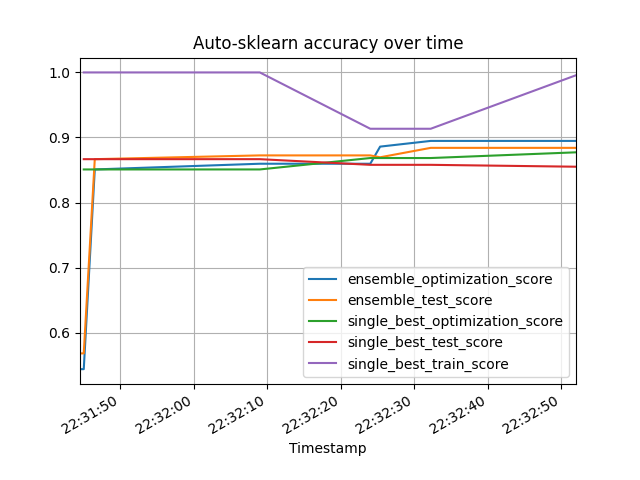 Auto-sklearn accuracy over time
1.0
0.9
0.8
0.7
0.6
ensemble_optimization_score
ensemble_test_score
single_best_optimization_score
single_best_test_score
single_best_train_score
22:31:50
22:32:00
22:32:10
22:32:20
22:32:30
22:32:40
22:32:50
Timestamp